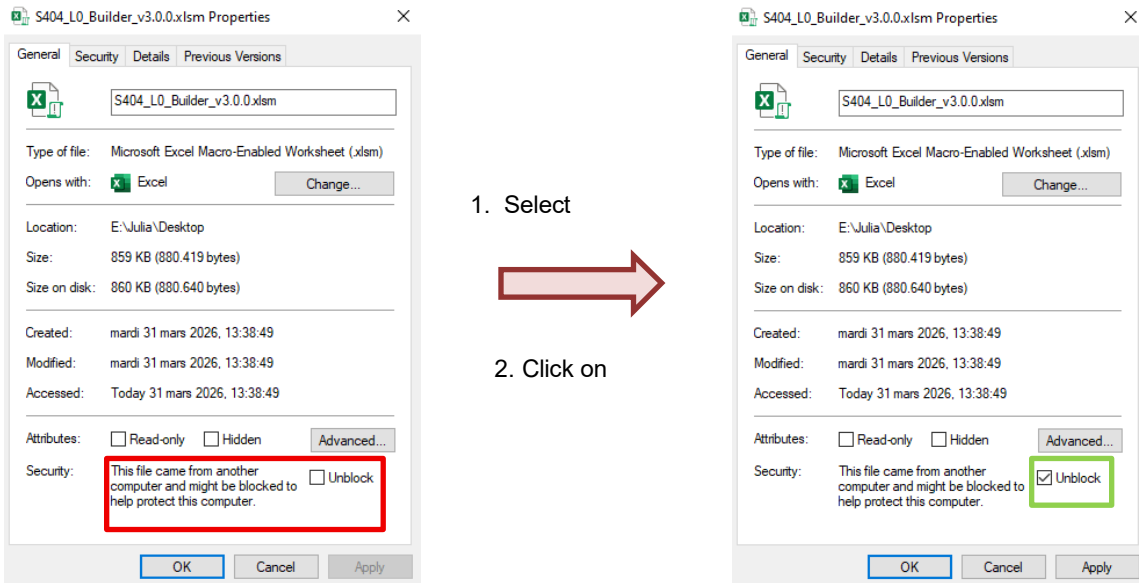 S404_L0_Builder_v3.0.0.xlsm Properties
General Security Details Previous Versions
S404_L0_Builder_v3.0.0.xlsm
Type of file: Microsoft Excel Macro-Enabled Worksheet (.xlsm)
Opens with: Excel Change...
Location: E:\Julia\Desktop
Size: 859 KB (880.419 bytes)
Size on disk: 860 KB (880.640 bytes)
Created: mardi 31 mars 2026, 13:38:49
Modified: mardi 31 mars 2026, 13:38:49
Accessed: Today 31 mars 2026, 13:38:49
Attributes: Read-only Hidden Advanced...
Security: This file came from another
computer and might be blocked to
help protect this computer.
Unblock
OK Cancel Apply
1. Select
2. Click on
S404_L0_Builder_v3.0.0.xlsm Properties
General Security Details Previous Versions
S404_L0_Builder_v3.0.0.xlsm
Type of file: Microsoft Excel Macro-Enabled Worksheet (.xlsm)
Opens with: Excel Change...
Location: E:\Julia\Desktop
Size: 859 KB (880.419 bytes)
Size on disk: 860 KB (880.640 bytes)
Created: mardi 31 mars 2026, 13:38:49
Modified: mardi 31 mars 2026, 13:38:49
Accessed: Today 31 mars 2026, 13:38:49
Attributes: Read-only Hidden Advanced...
Security: This file came from another
computer and might be blocked to
help protect this computer.
Unblock
OK Cancel Apply